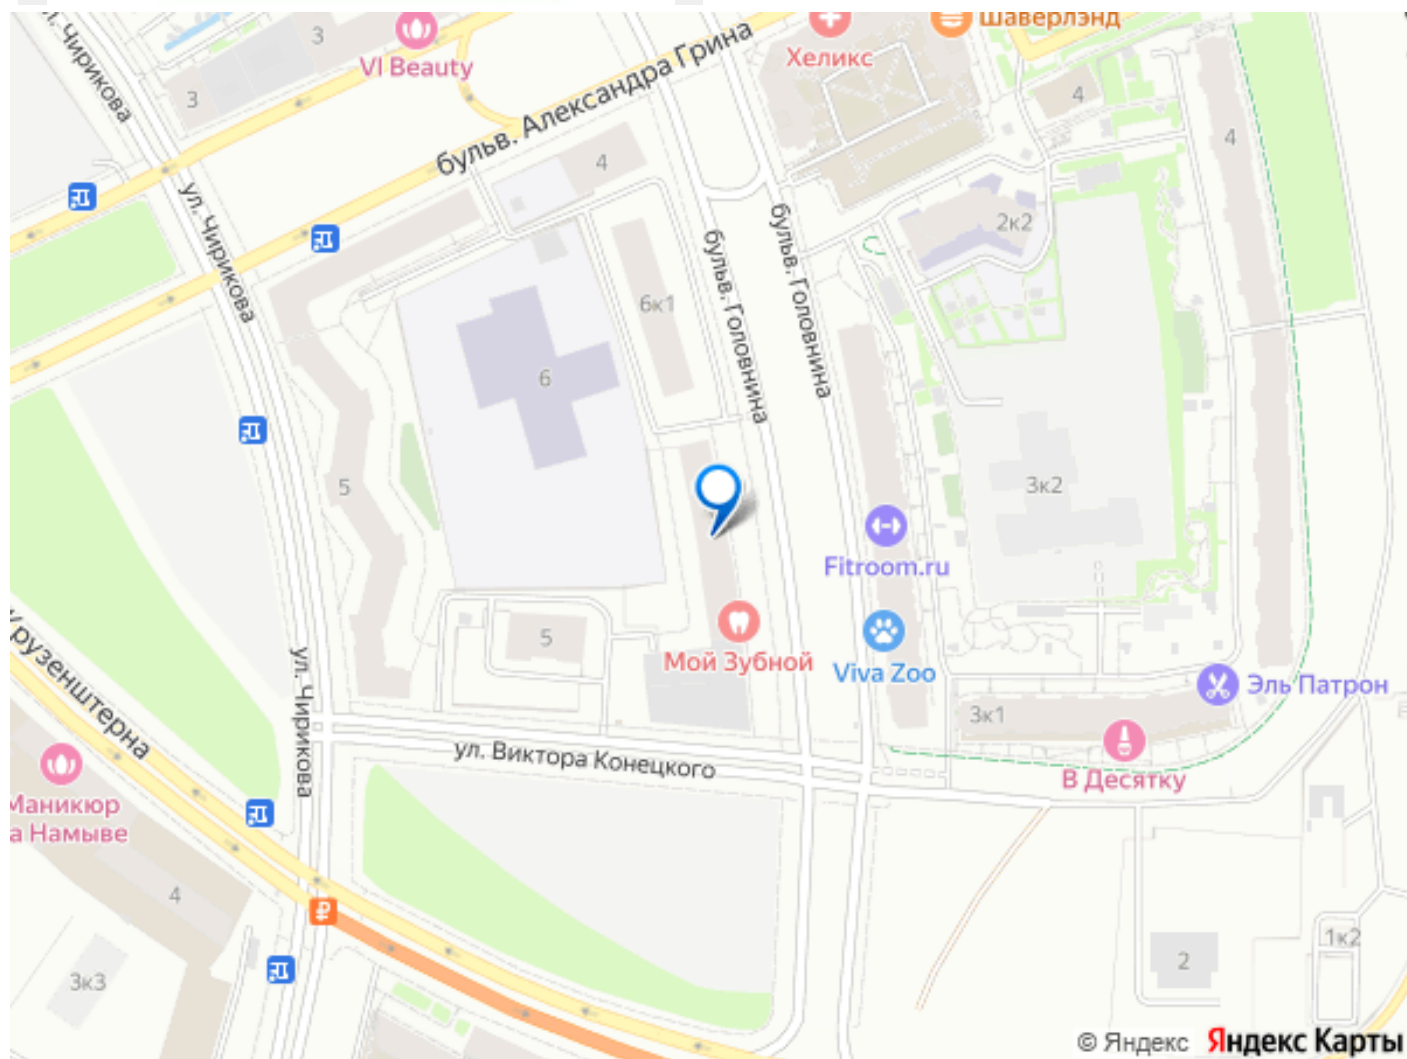 ул. Чирикова
3
VI Beauty
3
бульв. Александра Грина
Хеликс
Шаверлэнд
4
4
4
ул. Чирикова
бульв. Головнина
бульв. Головнина
2к2
6к1
6
5
3к2
Fitroom.ru
5
Мой Зубной
Viva Zoo
Эль Патрон
3к1
ул. Чирикова
ул. Виктора Конецкого
В Десятку
Крузенштерна
Маникюр
а Намыве
4
3к3
2
1к2
© Яндекс Яндекс Карты